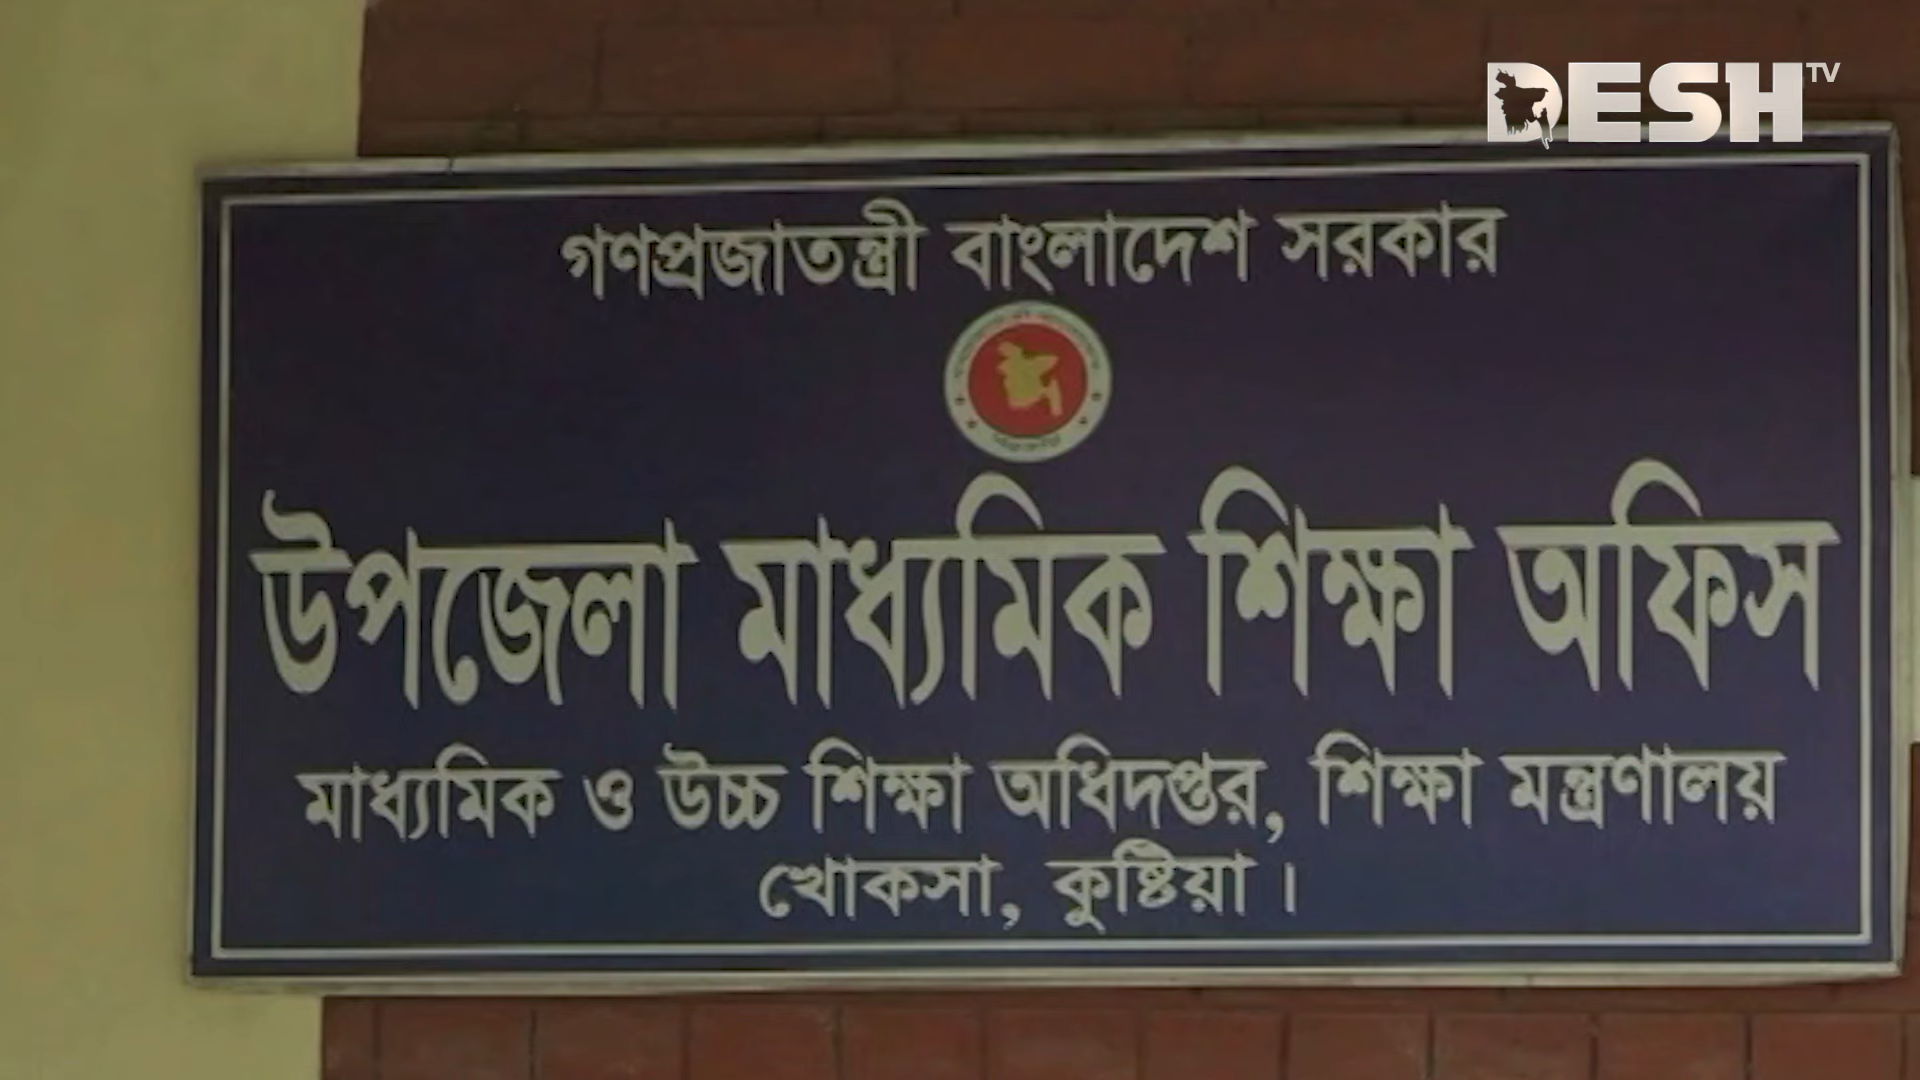 DESH TV
গণপ্রজাতন্ত্রী বাংলাদেশ সরকার
উপজেলা মাধ্যমিক শিক্ষা অফিস
মাধ্যমিক ও উচ্চ শিক্ষা অধিদপ্তর, শিক্ষা মন্ত্রণালয়
খোকসা, কুষ্টিয়া।